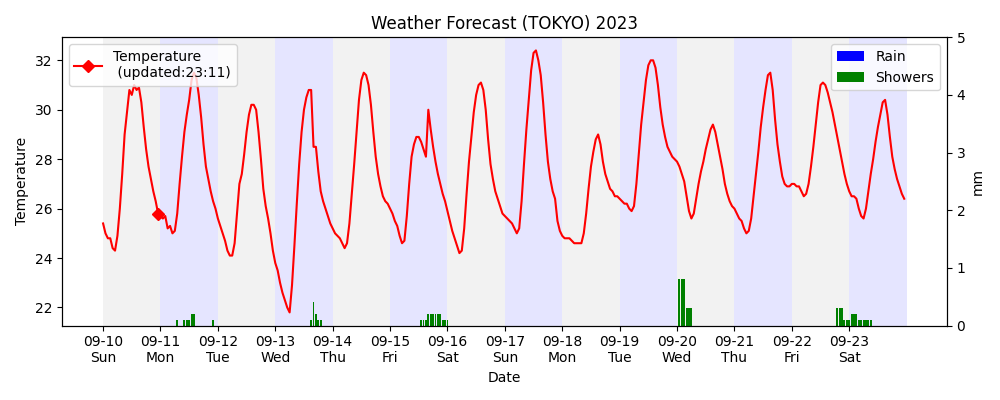 Weather Forecast (TOKYO) 2023
Temperature
(updated:23:11)
Rain
Showers
Temperature
32
30
28
26
24
22
5
4
3
2
1
0
mm
09-10 09-11 09-12 09-13 09-14 09-15 09-16 09-17 09-18 09-19 09-20 09-21 09-22 09-23
Sun Mon Tue Wed Thu Fri Sat Sun Mon Tue Wed Thu Fri Sat
Date